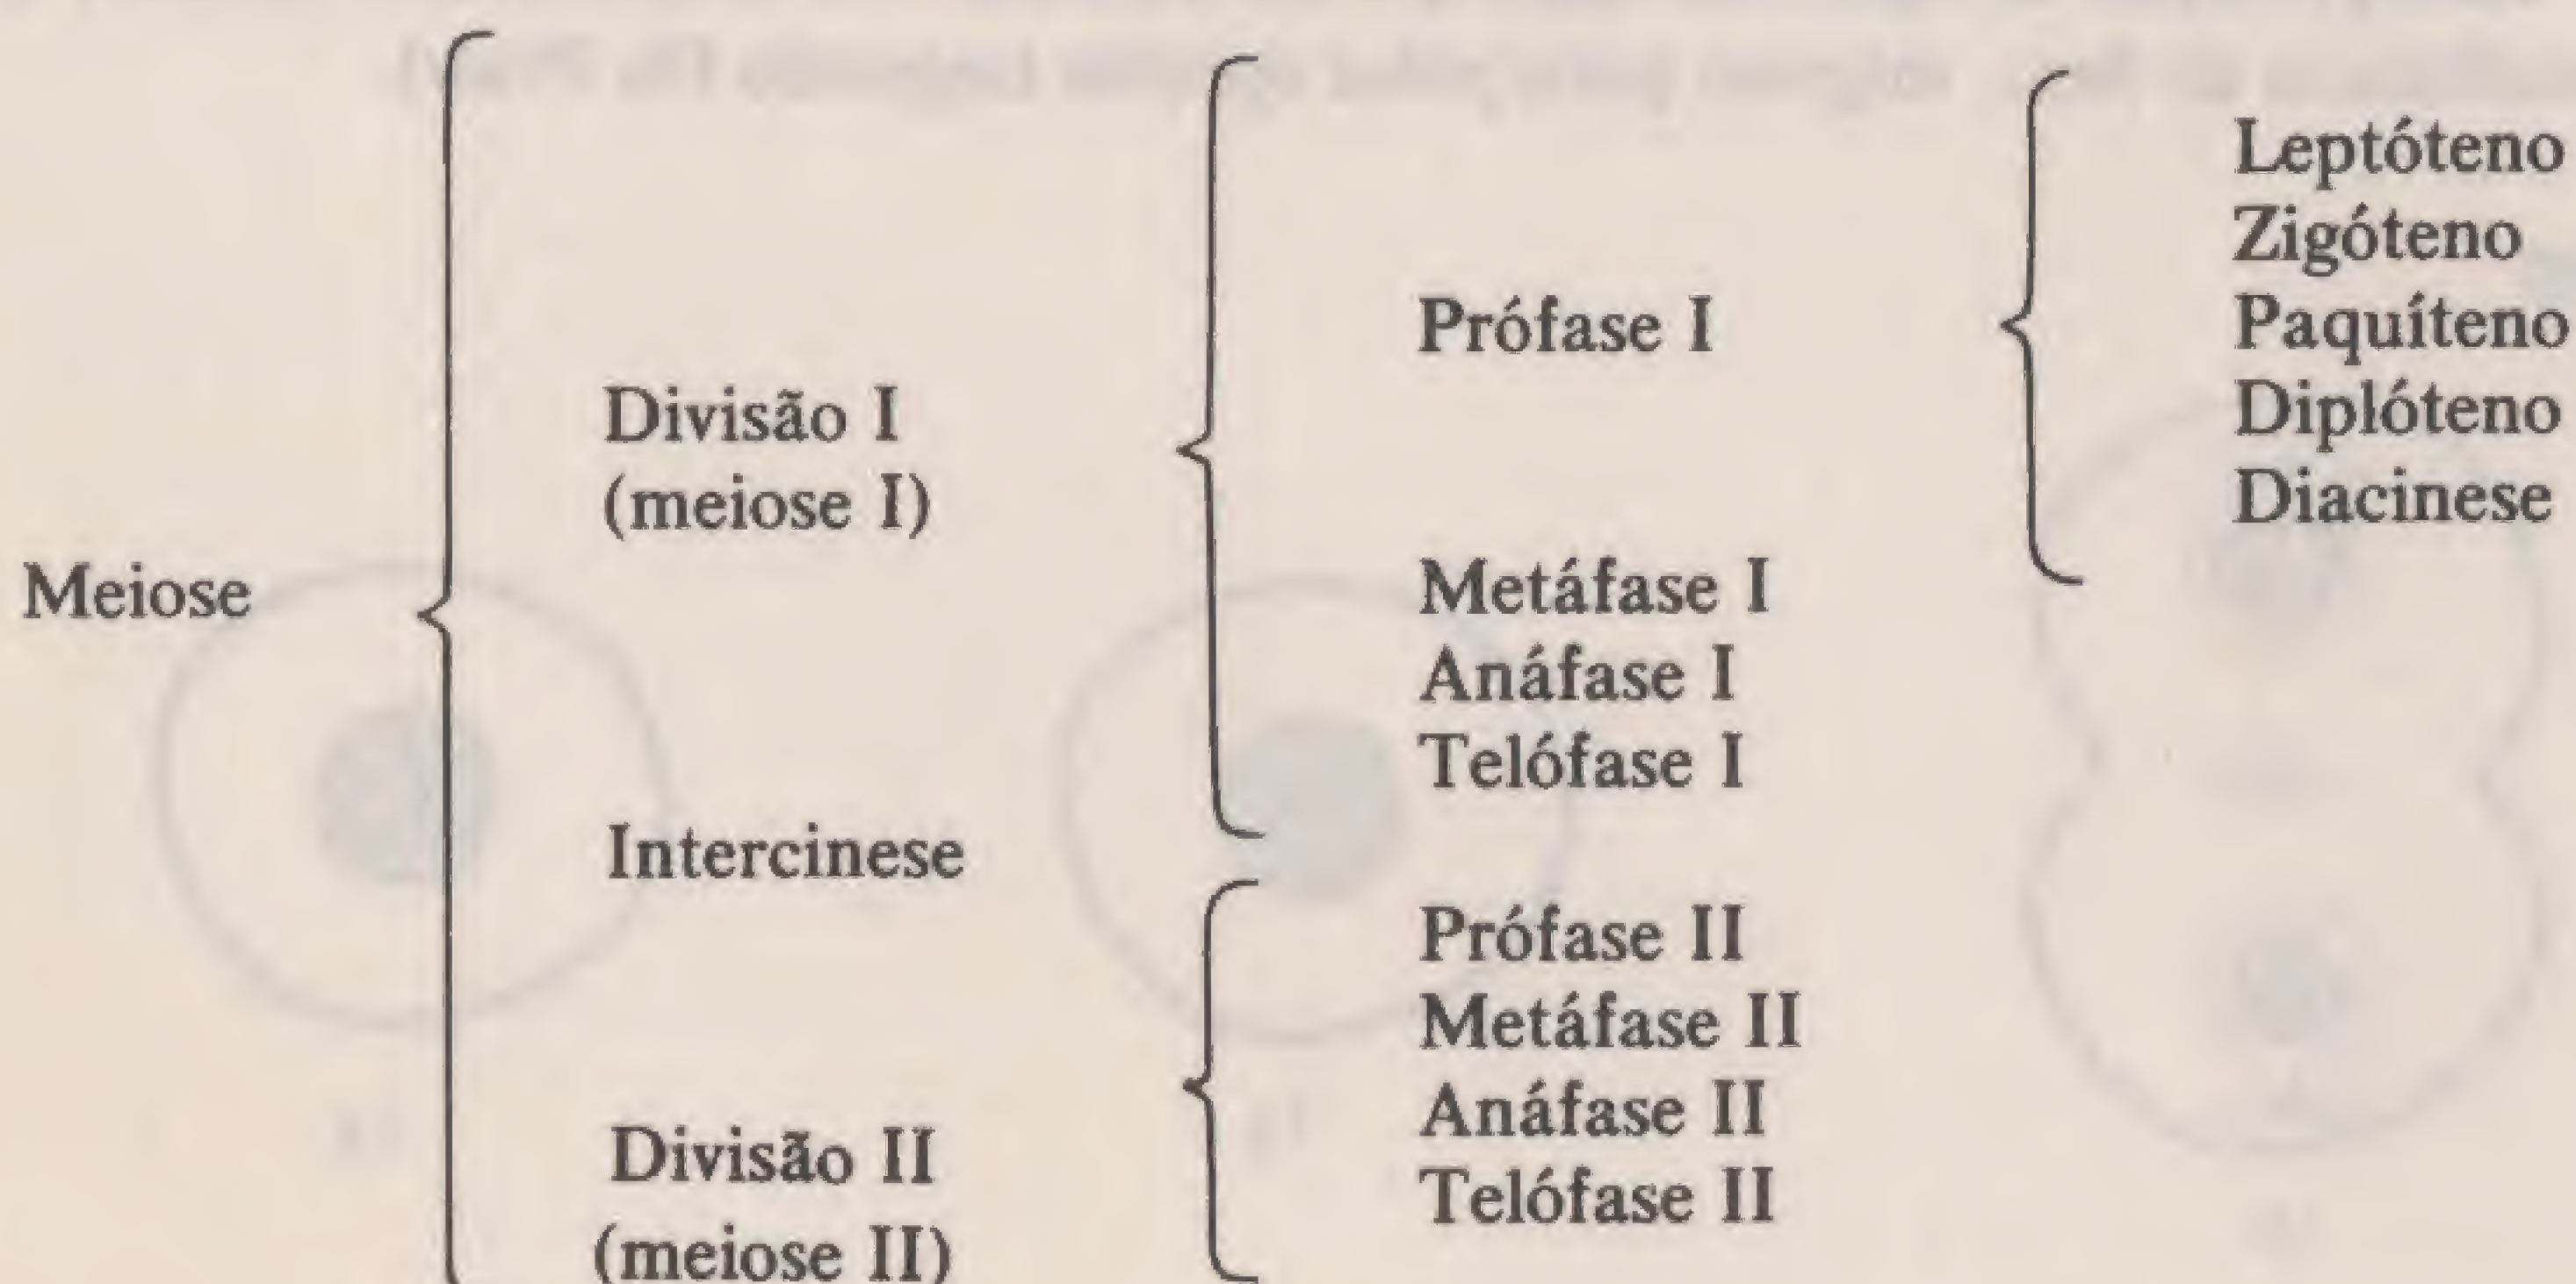 Meiose
Divisão I
(meiose I)
Prófase I
Leptóteno
Zigóteno
Paquíteno
Diplóteno
Diacinese
Metáfase I
Anáfase I
Telófase I
Intercinese
Divisão II
(meiose II)
Prófase II
Metáfase II
Anáfase II
Telófase II